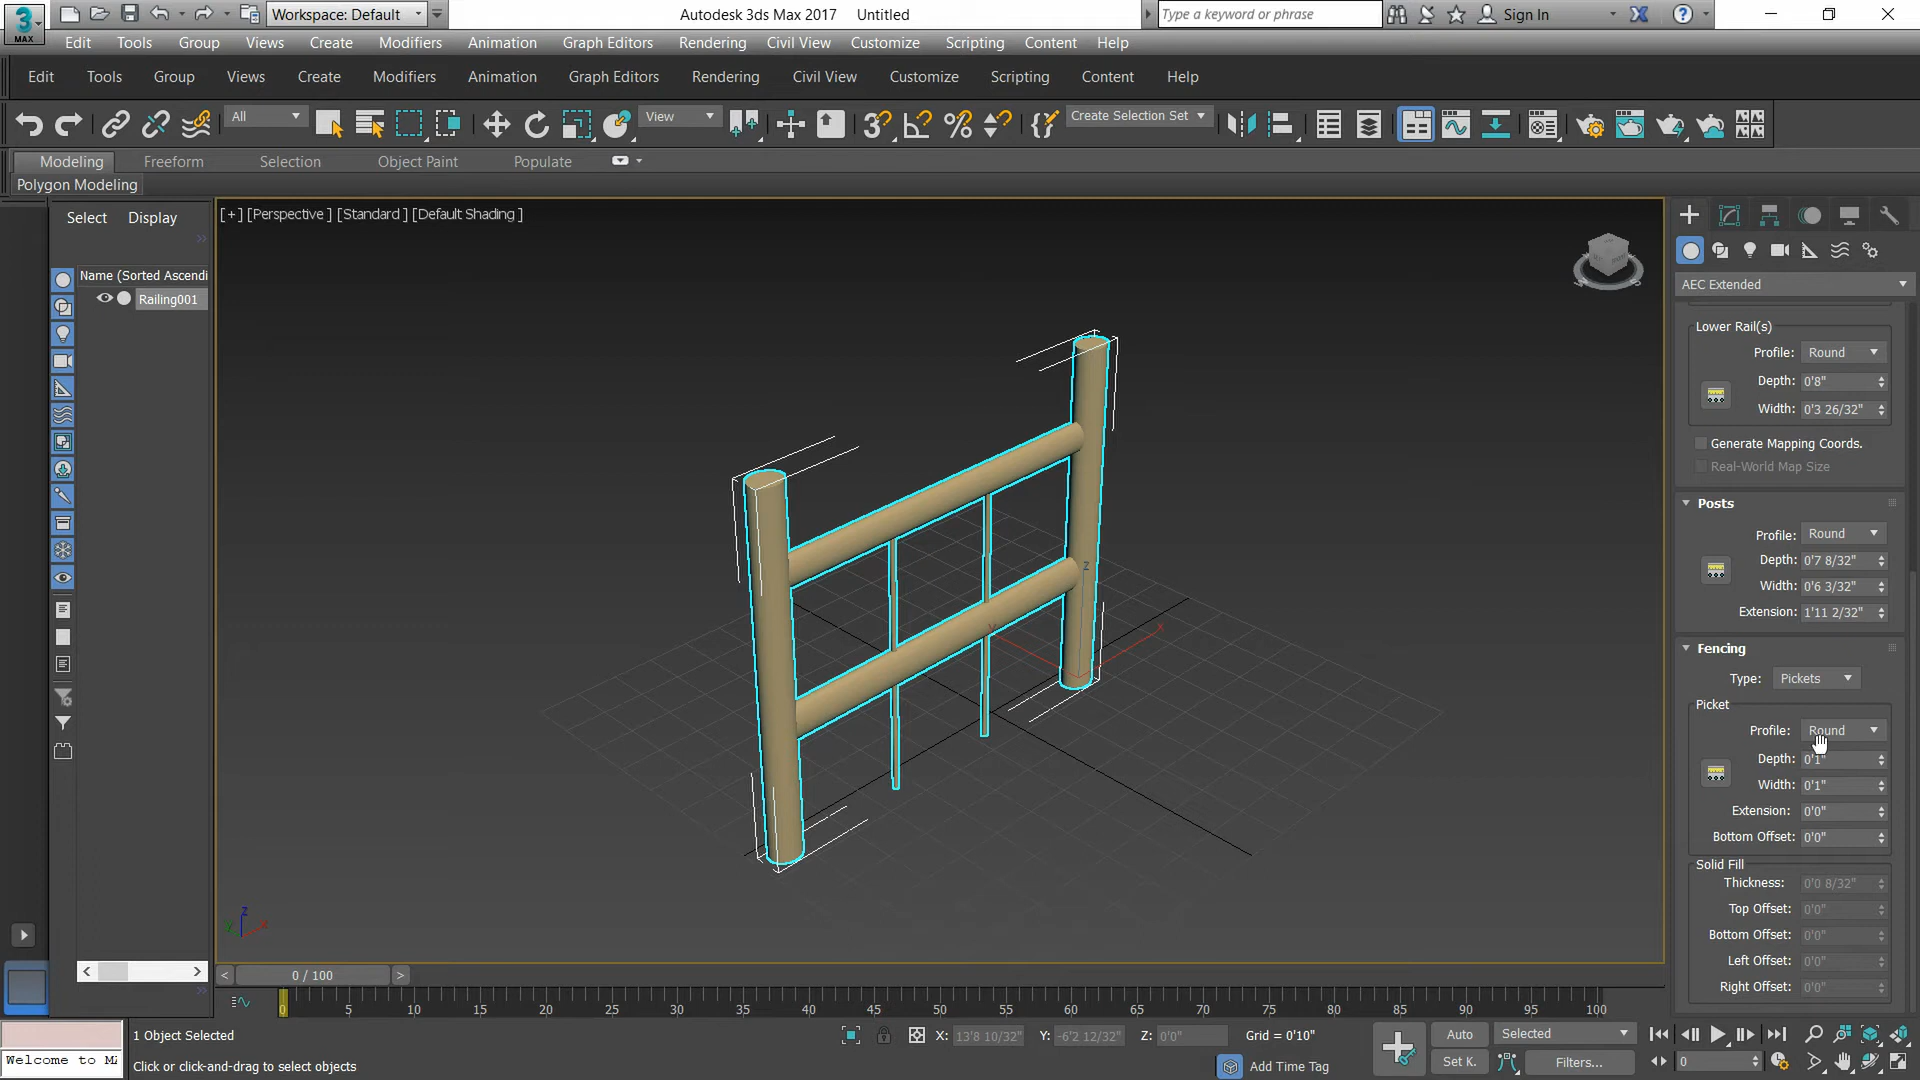 3
MAX
Workspace: Default
Autodesk 3ds Max 2017 Untitled
Type a keyword or phrase
Sign In
Edit Tools Group Views Create Modifiers Animation Graph Editors Rendering Civil View Customize Scripting Content Help
Edit Tools Group Views Create Modifiers Animation Graph Editors Rendering Civil View Customize Scripting Content Help
All
View
Create Selection Set
Modeling Freeform Selection Object Paint Populate
Polygon Modeling
Select Display
[+] [Perspective ] [Standard ] [Default Shading ]
Name (Sorted Ascendi
Railing001
AEC Extended
Lower Rail(s)
Profile: Round
Depth: 0'8"
Width: 0'3 26/32"
Generate Mapping Coords.
Real-World Map Size
Posts
Profile: Round
Depth: 0'7 8/32"
Width: 0'6 3/32"
Extension: 1'11 2/32"
Fencing
Type: Pickets
Picket
Profile: Round
Depth: 0'1"
Width: 0'1"
Extension: 0'0"
Bottom Offset: 0'0"
Solid Fill
Thickness: 0'0 8/32"
Top Offset: 0'0"
Bottom Offset: 0'0"
Left Offset: 0'0"
Right Offset: 0'0"
z
x
z
y
x
< 0 / 100 >
0 5 10 15 20 25 30 35 40 45 50 55 60 65 70 75 80 85 90 95 100
1 Object Selected
X: 13'8 10/32" Y: -6'2 12/32" Z: 0'0" Grid = 0'10"
Auto Selected
Welcome to MA
Click or click-and-drag to select objects
Add Time Tag
Set K. Filters...
0